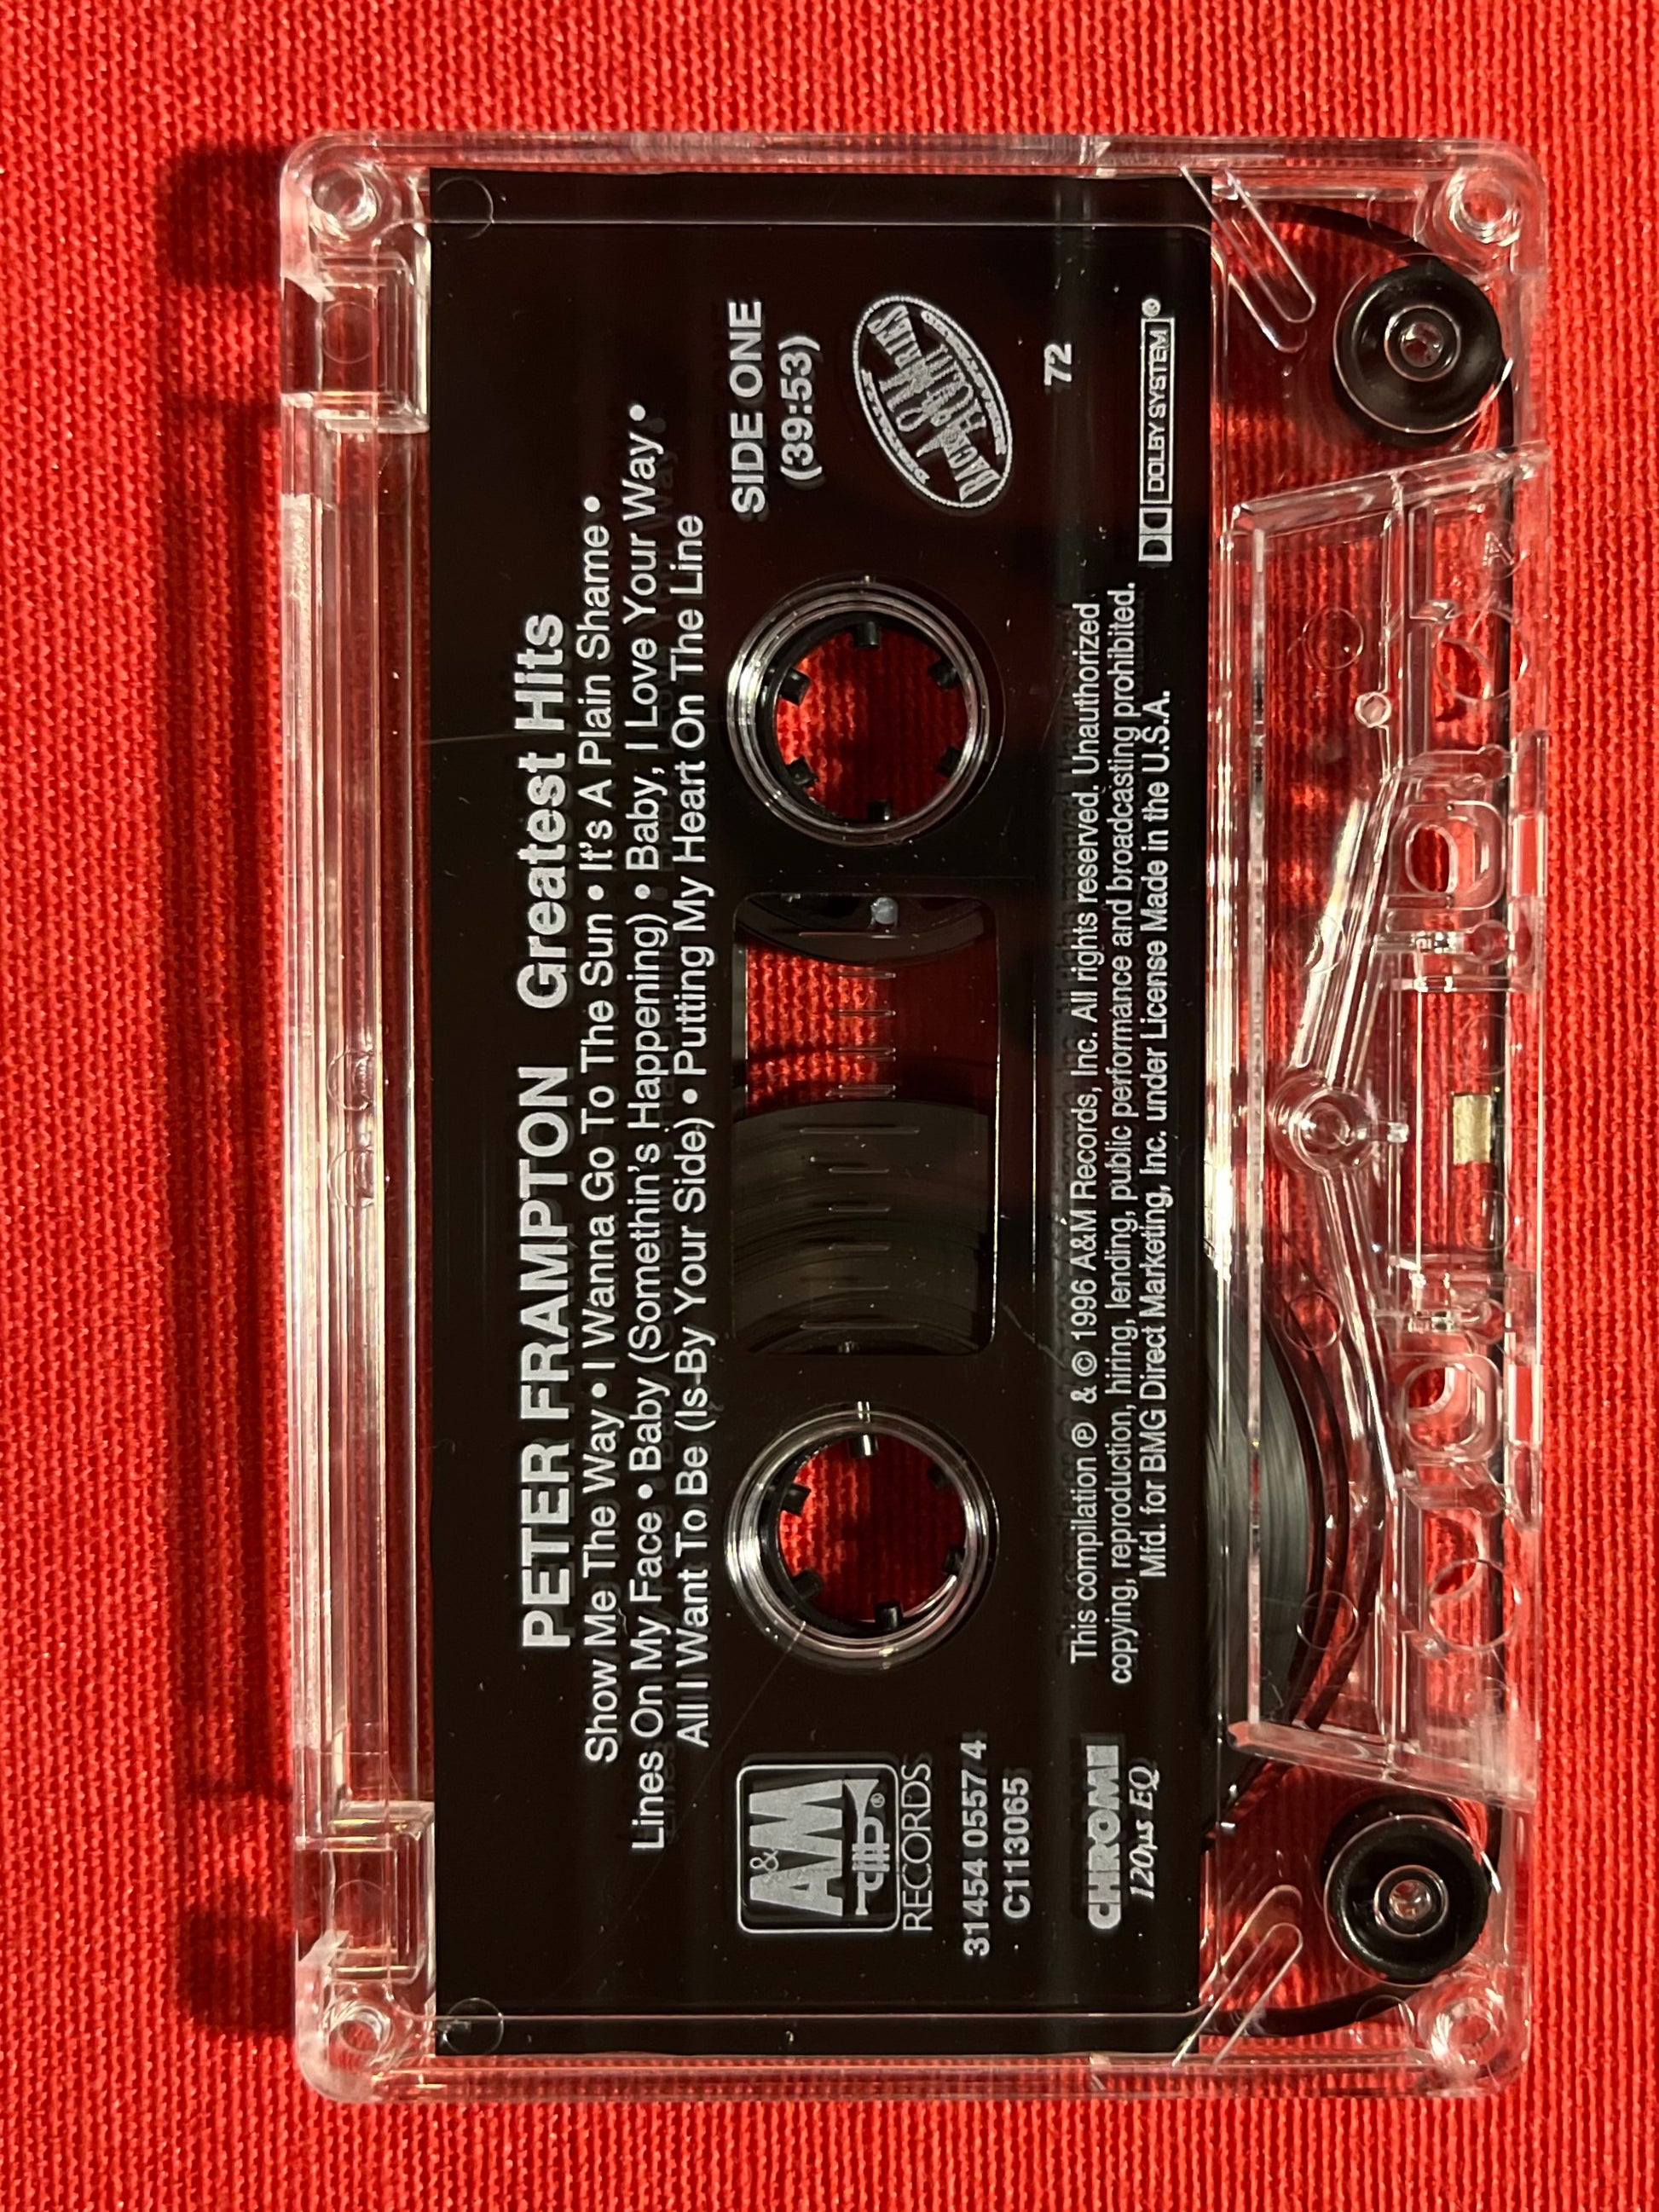 PETER FRAMPTON Greatest Hits
Show Me The Way • I Wanna Go To The Sun • It's A Plain Shame •
Lines On My Face • Baby (Somethin's Happening) • Baby, I Love Your Way •
All I Want To Be (Is By Your Side) • Putting My Heart On The Line
A&M
RECORDS
31454 0557 4
C113065
CHROME
120µs EQ
SIDE ONE
(39:53)
BACKLOT
MEMORIES
72
DOLBY SYSTEM®
This compilation ℗ & © 1996 A&M Records, Inc. All rights reserved. Unauthorized
copying, reproduction, hiring, lending, public performance and broadcasting prohibited.
Mfd. for BMG Direct Marketing, Inc. under License Made in the U.S.A.